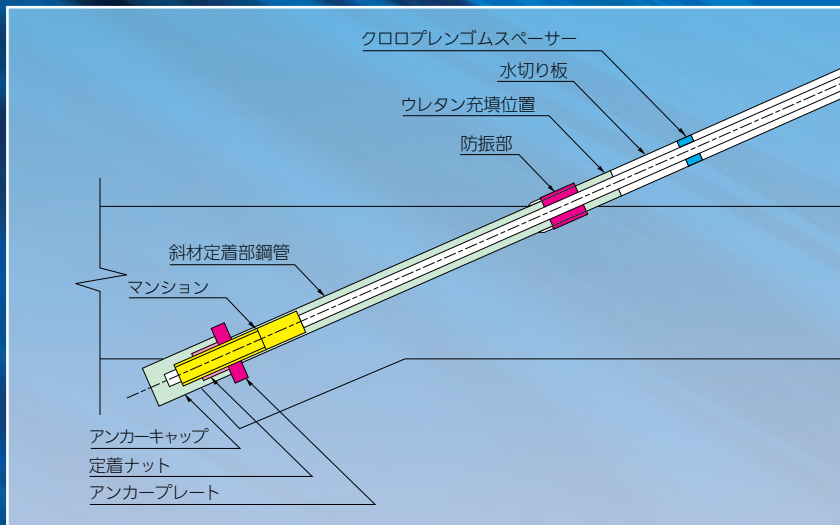 クロロプレンゴムスペーサー
水切り板
ウレタン充填位置
防振部
斜材定着部鋼管
マンション
アンカーキャップ
定着ナット
アンカープレート